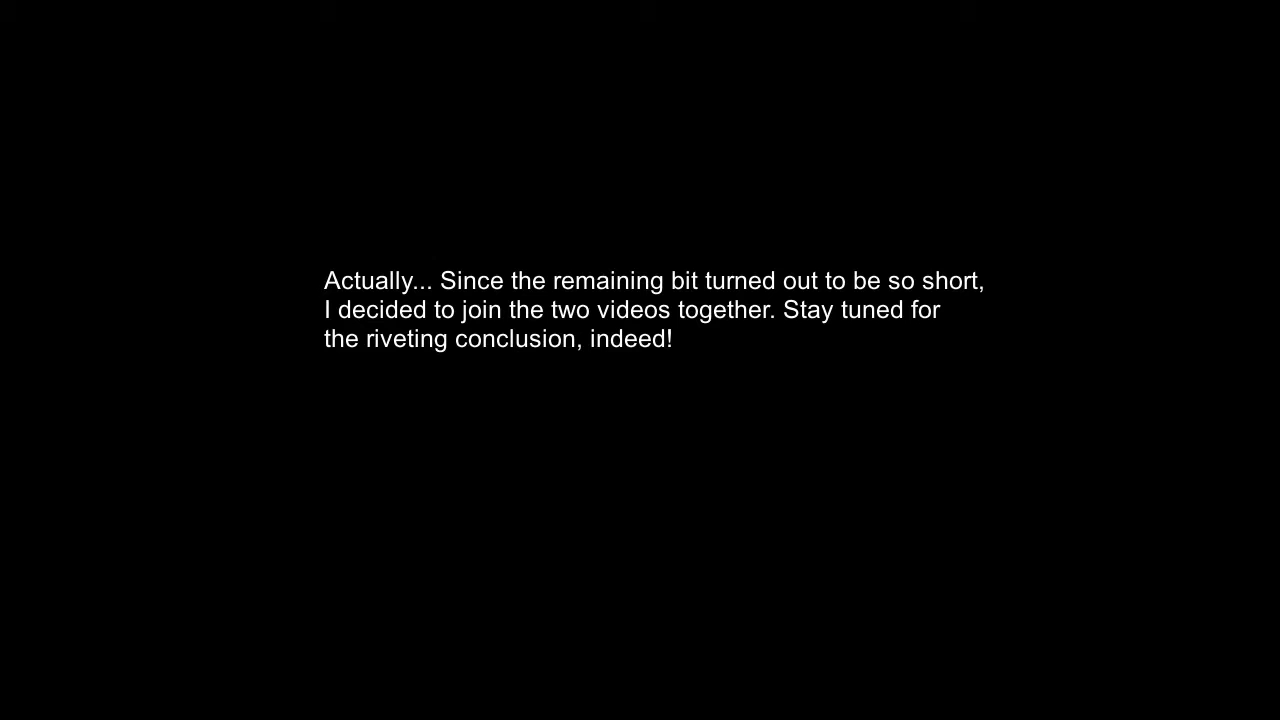 Actually... Since the remaining bit turned out to be so short,
I decided to join the two videos together. Stay tuned for
the riveting conclusion, indeed!